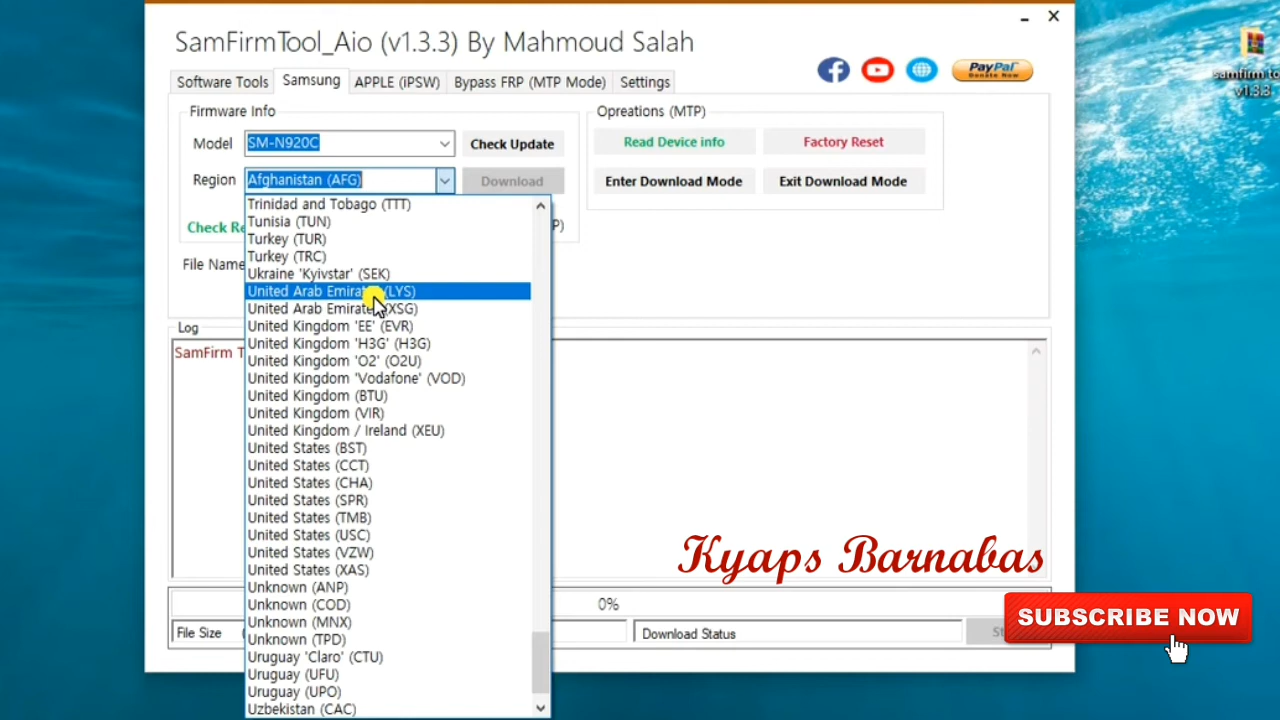 SamFirmTool_Aio (v1.3.3) By Mahmoud Salah
samfirm to
v1.3.3
PayPal
Donate Now
Software Tools
Samsung
APPLE (iPSW)
Bypass FRP (MTP Mode)
Settings
Firmware Info
Model
SM-N920C
Check Update
Region
Afghanistan (AFG)
Download
Opreations (MTP)
Read Device info
Factory Reset
Enter Download Mode
Exit Download Mode
Check Re
P)
File Name
Log
SamFirm T
Trinidad and Tobago (TTT)
Tunisia (TUN)
Turkey (TUR)
Turkey (TRC)
Ukraine 'Kyivstar' (SEK)
United Arab Emirat (LYS)
United Arab Emirate (XSG)
United Kingdom 'EE' (EVR)
United Kingdom 'H3G' (H3G)
United Kingdom 'O2' (O2U)
United Kingdom 'Vodafone' (VOD)
United Kingdom (BTU)
United Kingdom (VIR)
United Kingdom / Ireland (XEU)
United States (BST)
United States (CCT)
United States (CHA)
United States (SPR)
United States (TMB)
United States (USC)
United States (VZW)
United States (XAS)
Unknown (ANP)
Unknown (COD)
Unknown (MNX)
Unknown (TPD)
Uruguay 'Claro' (CTU)
Uruguay (UFU)
Uruguay (UPO)
Uzbekistan (CAC)
Kyaps Barnabas
0%
SUBSCRIBE NOW
File Size
Download Status